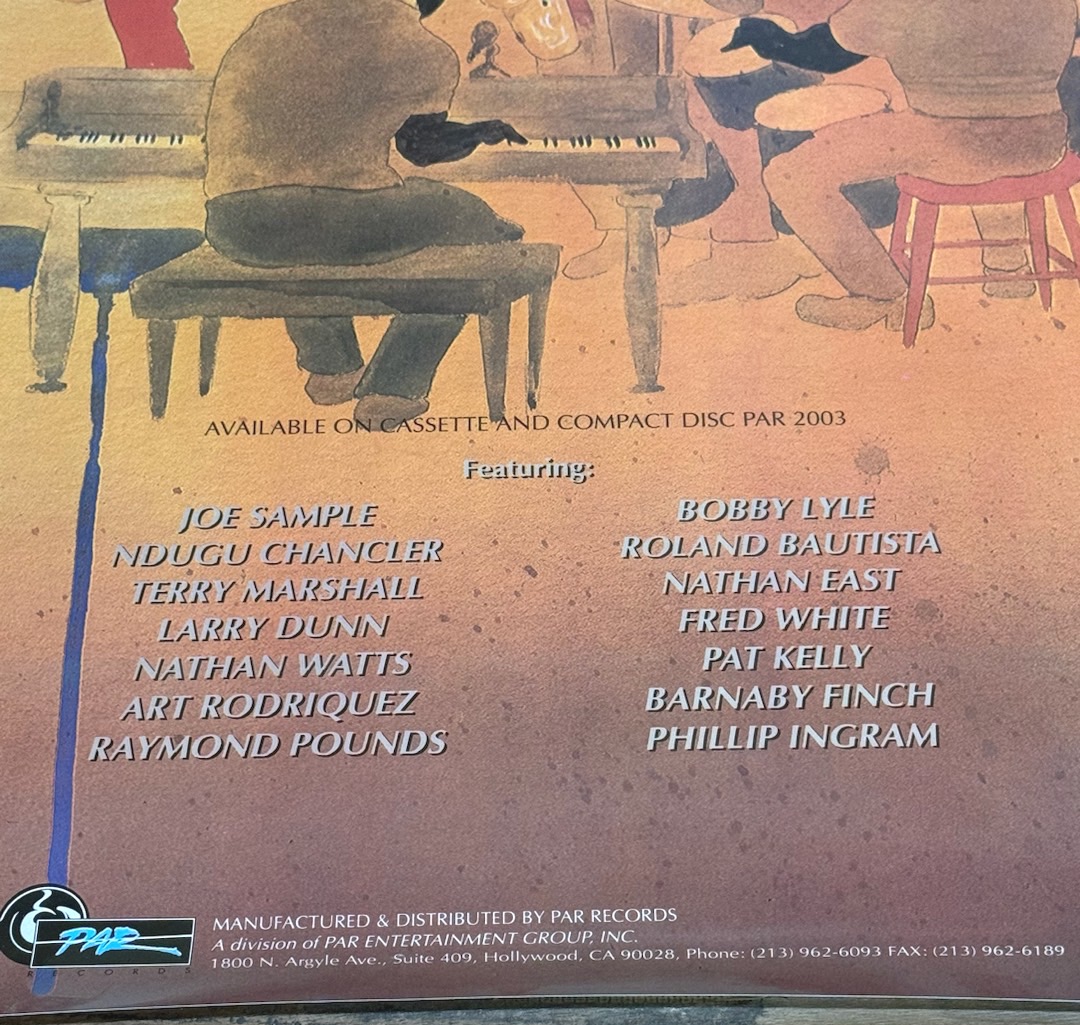 AVAILABLE ON CASSETTE AND COMPACT DISC PAR 2003
Featuring:
JOE SAMPLE
NDUGU CHANCLER
TERRY MARSHALL
LARRY DUNN
NATHAN WATTS
ART RODRIQUEZ
RAYMOND POUNDS
BOBBY LYLE
ROLAND BAUTISTA
NATHAN EAST
FRED WHITE
PAT KELLY
BARNABY FINCH
PHILLIP INGRAM
PAR
RECORDS
MANUFACTURED & DISTRIBUTED BY PAR RECORDS
A division of PAR ENTERTAINMENT GROUP, INC.
1800 N. Argyle Ave., Suite 409, Hollywood, CA 90028, Phone: (213) 962-6093 FAX: (213) 962-6189